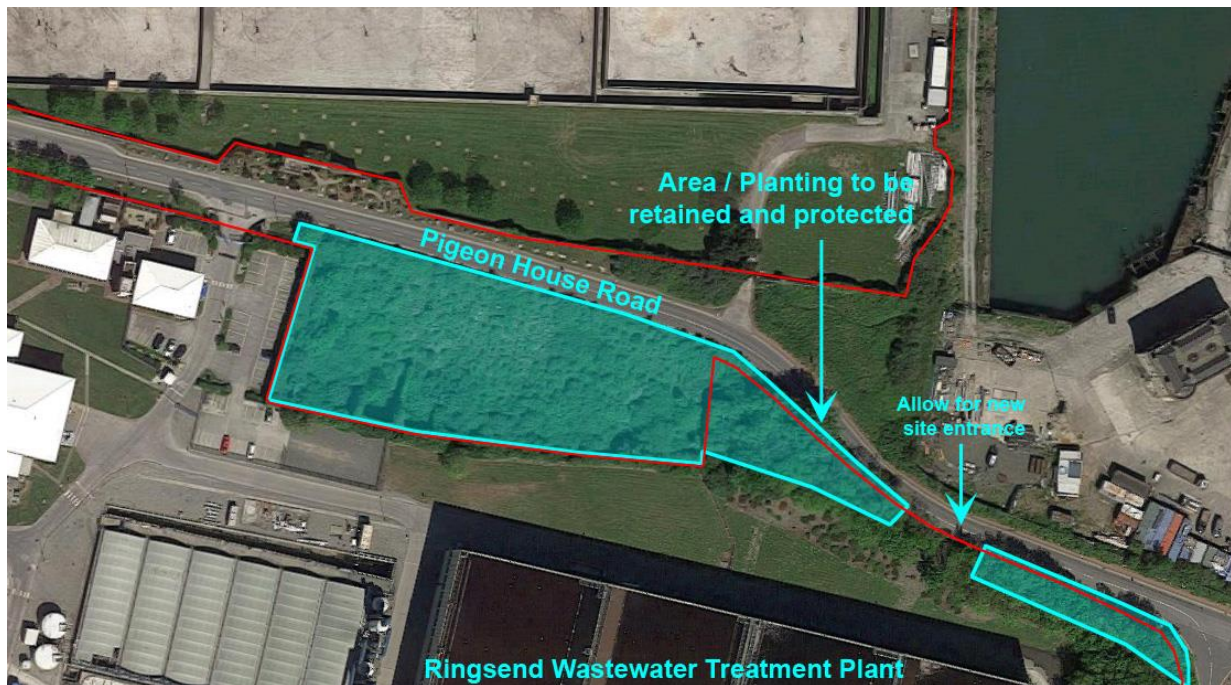 Area / Planting to be
retained and protected
Pigeon House Road
Allow for new
site entrance
Ringsend Wastewater Treatment Plant